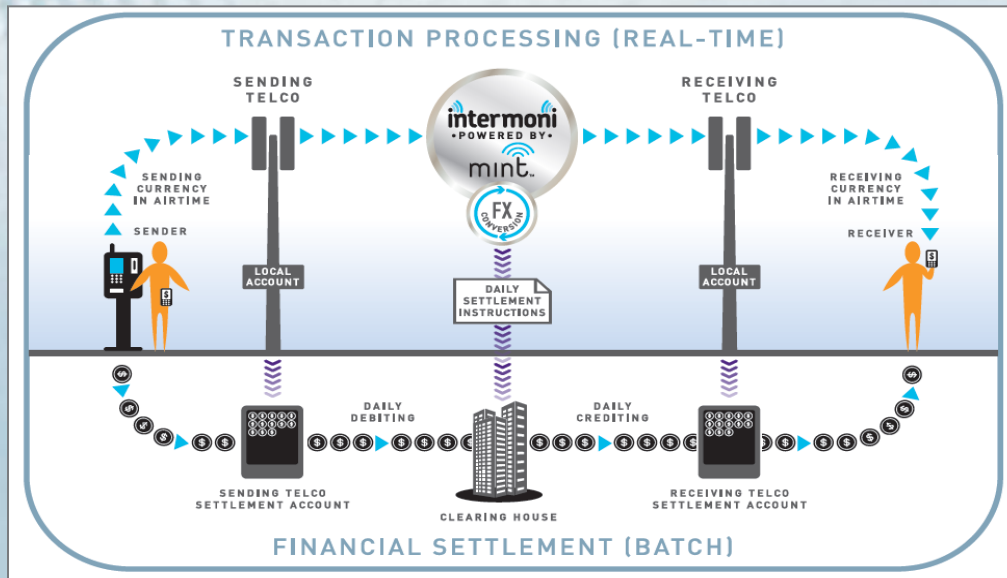 TRANSACTION PROCESSING (REAL-TIME)
SENDING
TELCO
RECEIVING
TELCO
intermoni
•POWERED BY•
mint™
FX
CONVERSION
SENDING
CURRENCY
IN AIRTIME
RECEIVING
CURRENCY
IN AIRTIME
SENDER
RECEIVER
LOCAL
ACCOUNT
DAILY
SETTLEMENT
INSTRUCTIONS
LOCAL
ACCOUNT
DAILY
DEBITING
DAILY
CREDITING
SENDING TELCO
SETTLEMENT ACCOUNT
CLEARING HOUSE
RECEIVING TELCO
SETTLEMENT ACCOUNT
FINANCIAL SETTLEMENT (BATCH)